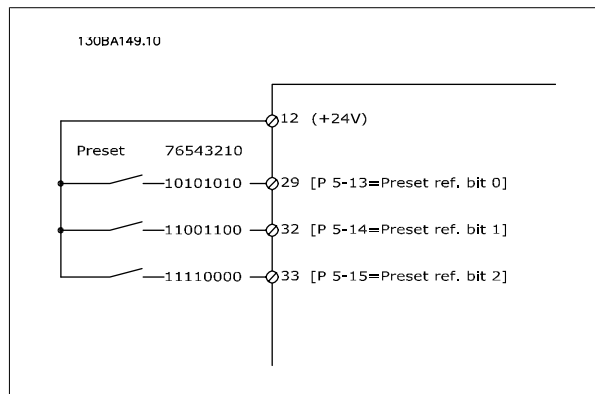 130BA149.10
12 (+24V)
Preset 76543210
10101010 29 [P 5-13=Preset ref. bit 0]
11001100 32 [P 5-14=Preset ref. bit 1]
11110000 33 [P 5-15=Preset ref. bit 2]